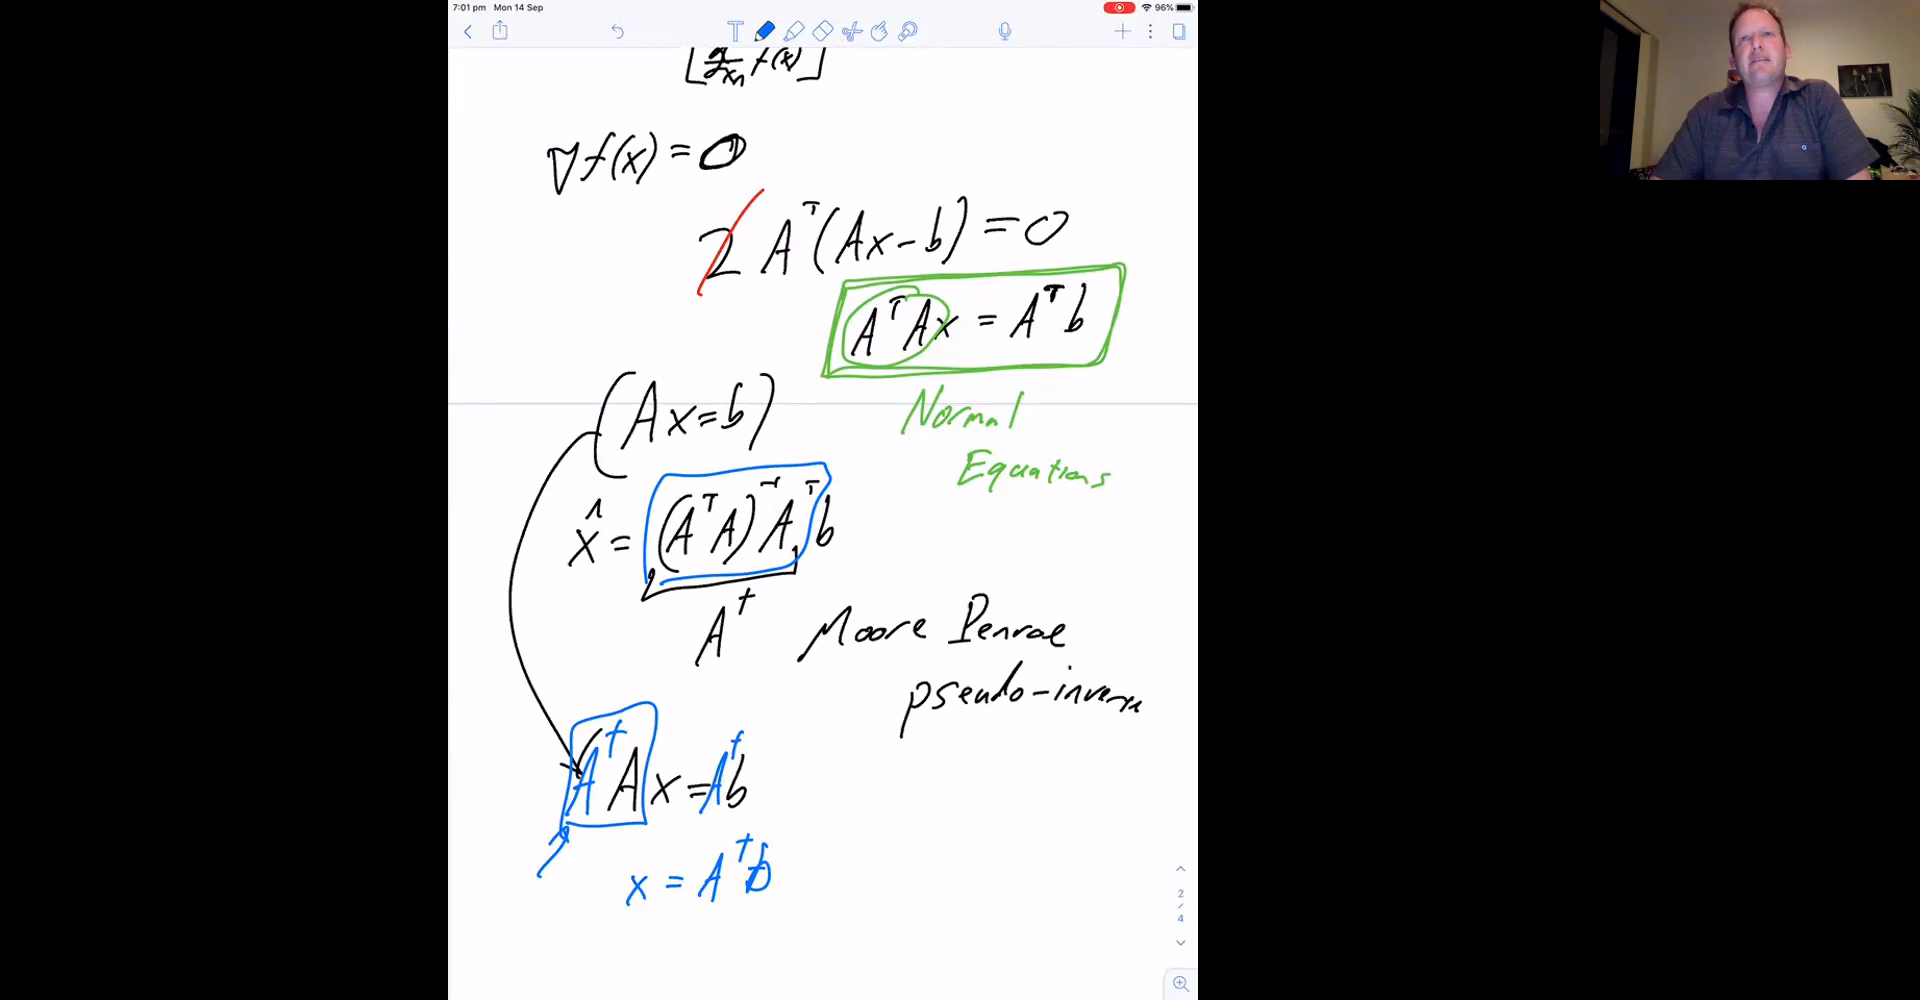 7:01 pm Mon 14 Sep 96%
T
∂/∂xn f(x)
∇f(x) = 0
2 Aᵀ(Ax − b) = 0
AᵀAx = Aᵀb
(Ax = b)
Normal
Equations
x̂ = (AᵀA)⁻¹Aᵀb
A†
Moore Penrose
pseudo-inverse
A†Ax = A†b
x = A†b
2
/
4